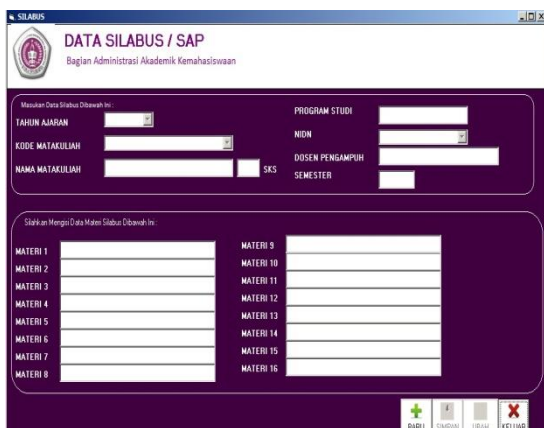 SILABUS
DATA SILABUS / SAP
Bagian Administrasi Akademik Kemahasiswaan
Masukan Data Silabus Dibawah Ini :
TAHUN AJARAN
KODE MATAKULIAH
NAMA MATAKULIAH
SKS
PROGRAM STUDI
NIDN
DOSEN PENGAMPUH
SEMESTER
Silahkan Mengisi Data Materi Silabus Dibawah Ini :
MATERI 1
MATERI 2
MATERI 3
MATERI 4
MATERI 5
MATERI 6
MATERI 7
MATERI 8
MATERI 9
MATERI 10
MATERI 11
MATERI 12
MATERI 13
MATERI 14
MATERI 15
MATERI 16
BARU
SIMPAN
UBAH
KELUAR